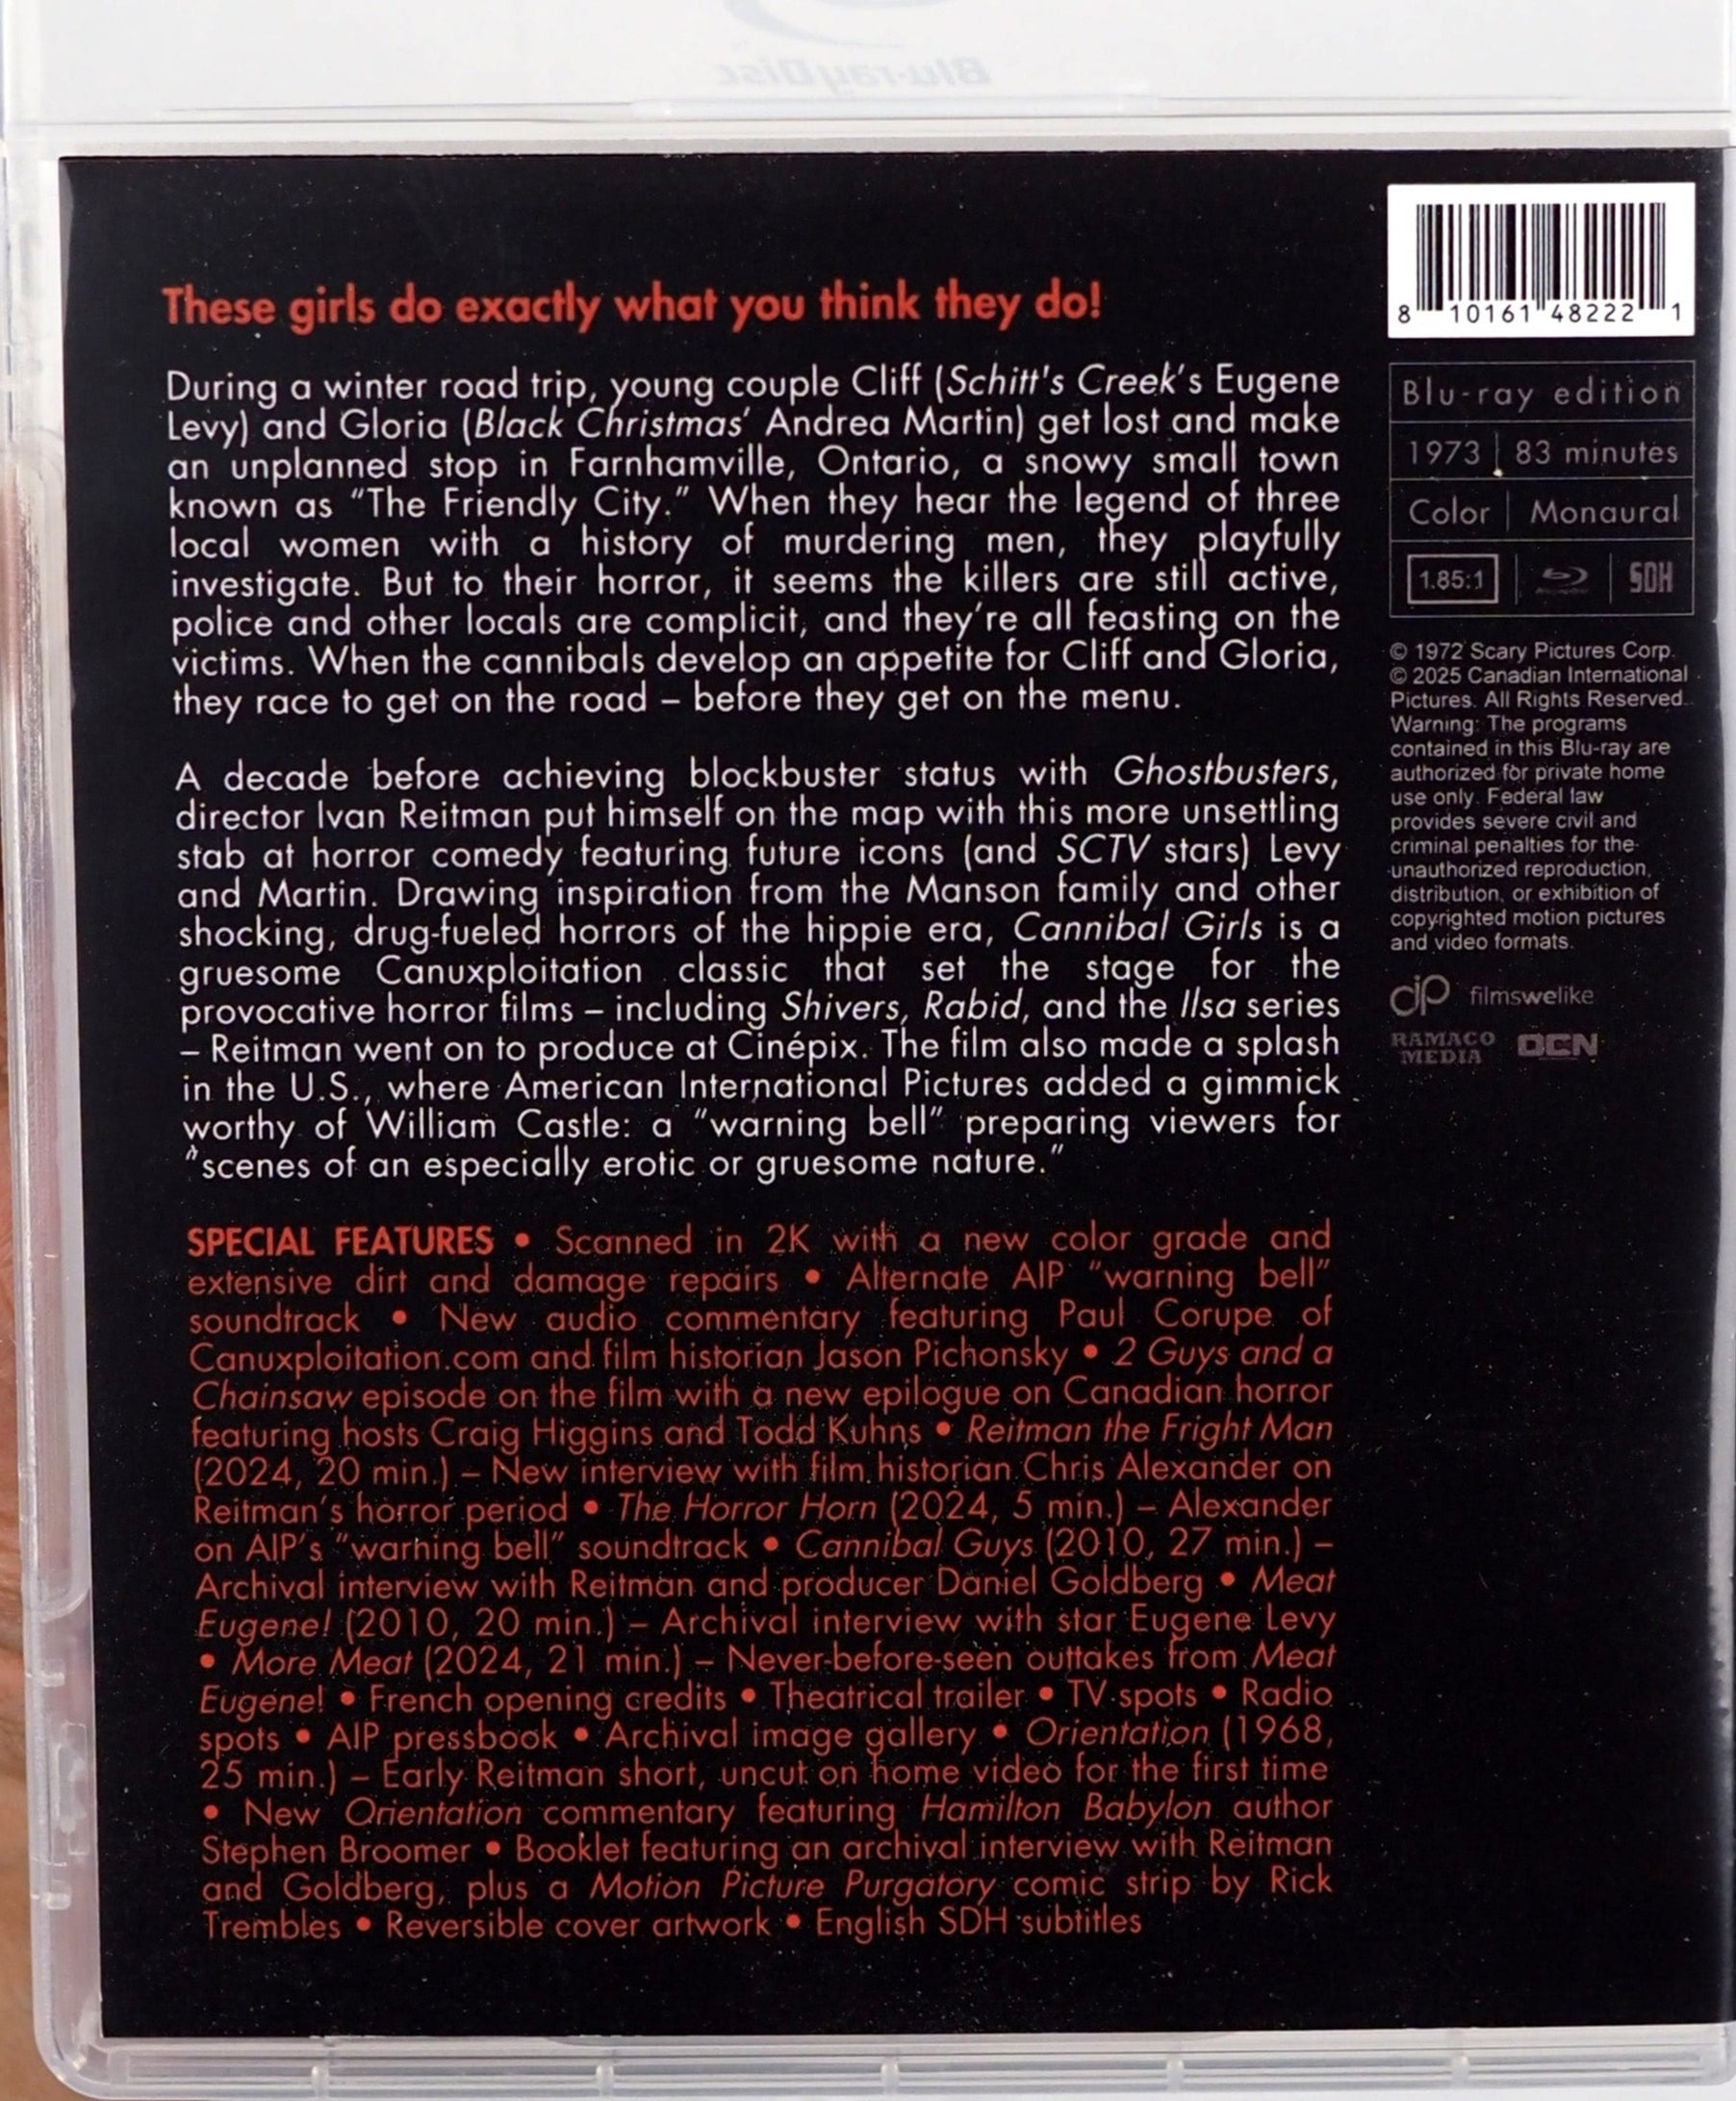 Blu-ray Disc
These girls do exactly what you think they do!
During a winter road trip, young couple Cliff (Schitt's Creek's Eugene
Levy) and Gloria (Black Christmas' Andrea Martin) get lost and make
an unplanned stop in Farnhamville, Ontario, a snowy small town
known as "The Friendly City." When they hear the legend of three
local women with a history of murdering men, they playfully
investigate. But to their horror, it seems the killers are still active,
police and other locals are complicit, and they're all feasting on the
victims. When the cannibals develop an appetite for Cliff and Gloria,
they race to get on the road – before they get on the menu.
A decade before achieving blockbuster status with Ghostbusters,
director Ivan Reitman put himself on the map with this more unsettling
stab at horror comedy featuring future icons (and SCTV stars) Levy
and Martin. Drawing inspiration from the Manson family and other
shocking, drug-fueled horrors of the hippie era, Cannibal Girls is a
gruesome Canuxploitation classic that set the stage for the
provocative horror films – including Shivers, Rabid, and the Ilsa series
– Reitman went on to produce at Cinépix. The film also made a splash
in the U.S., where American International Pictures added a gimmick
worthy of William Castle: a "warning bell" preparing viewers for
"scenes of an especially erotic or gruesome nature."
SPECIAL FEATURES • Scanned in 2K with a new color grade and
extensive dirt and damage repairs • Alternate AIP "warning bell"
soundtrack • New audio commentary featuring Paul Corupe of
Canuxploitation.com and film historian Jason Pichonsky • 2 Guys and a
Chainsaw episode on the film with a new epilogue on Canadian horror
featuring hosts Craig Higgins and Todd Kuhns • Reitman the Fright Man
(2024, 20 min.) – New interview with film historian Chris Alexander on
Reitman's horror period • The Horror Horn (2024, 5 min.) – Alexander
on AIP's "warning bell" soundtrack • Cannibal Guys (2010, 27 min.) –
Archival interview with Reitman and producer Daniel Goldberg • Meat
Eugene! (2010, 20 min.) – Archival interview with star Eugene Levy
• More Meat (2024, 21 min.) – Never-before-seen outtakes from Meat
Eugene! • French opening credits • Theatrical trailer • TV spots • Radio
spots • AIP pressbook • Archival image gallery • Orientation (1968,
25 min.) – Early Reitman short, uncut on home video for the first time
• New Orientation commentary featuring Hamilton Babylon author
Stephen Broomer • Booklet featuring an archival interview with Reitman
and Goldberg, plus a Motion Picture Purgatory comic strip by Rick
Trembles • Reversible cover artwork • English SDH subtitles
8 10161 48222 1
Blu-ray edition
1973 | 83 minutes
Color | Monaural
1.85:1 | SDH
© 1972 Scary Pictures Corp.
© 2025 Canadian International
Pictures. All Rights Reserved.
Warning: The programs
contained in this Blu-ray are
authorized for private home
use only. Federal law
provides severe civil and
criminal penalties for the
unauthorized reproduction,
distribution, or exhibition of
copyrighted motion pictures
and video formats.
cip filmswelike
RAMACO
MEDIA OCN